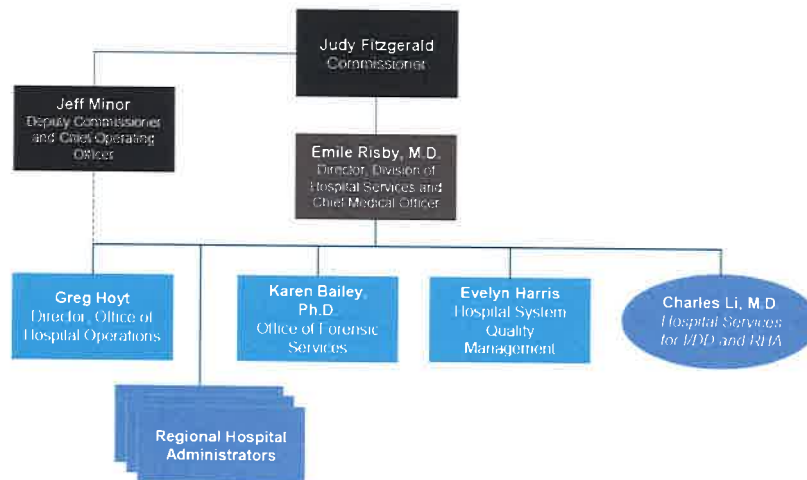 Judy Fitzgerald
Commissioner
Jeff Minor
Deputy Commissioner
and Chief Operating
Officer
Emile Risby, M.D.
Director, Division of
Hospital Services and
Chief Medical Officer
Greg Hoyt
Director, Office of
Hospital Operations
Karen Bailey,
Ph.D.
Office of Forensic
Services
Evelyn Harris
Hospital System
Quality
Management
Charles Li, M.D.
Hospital Services
for I/DD and RHA
Regional Hospital
Administrators